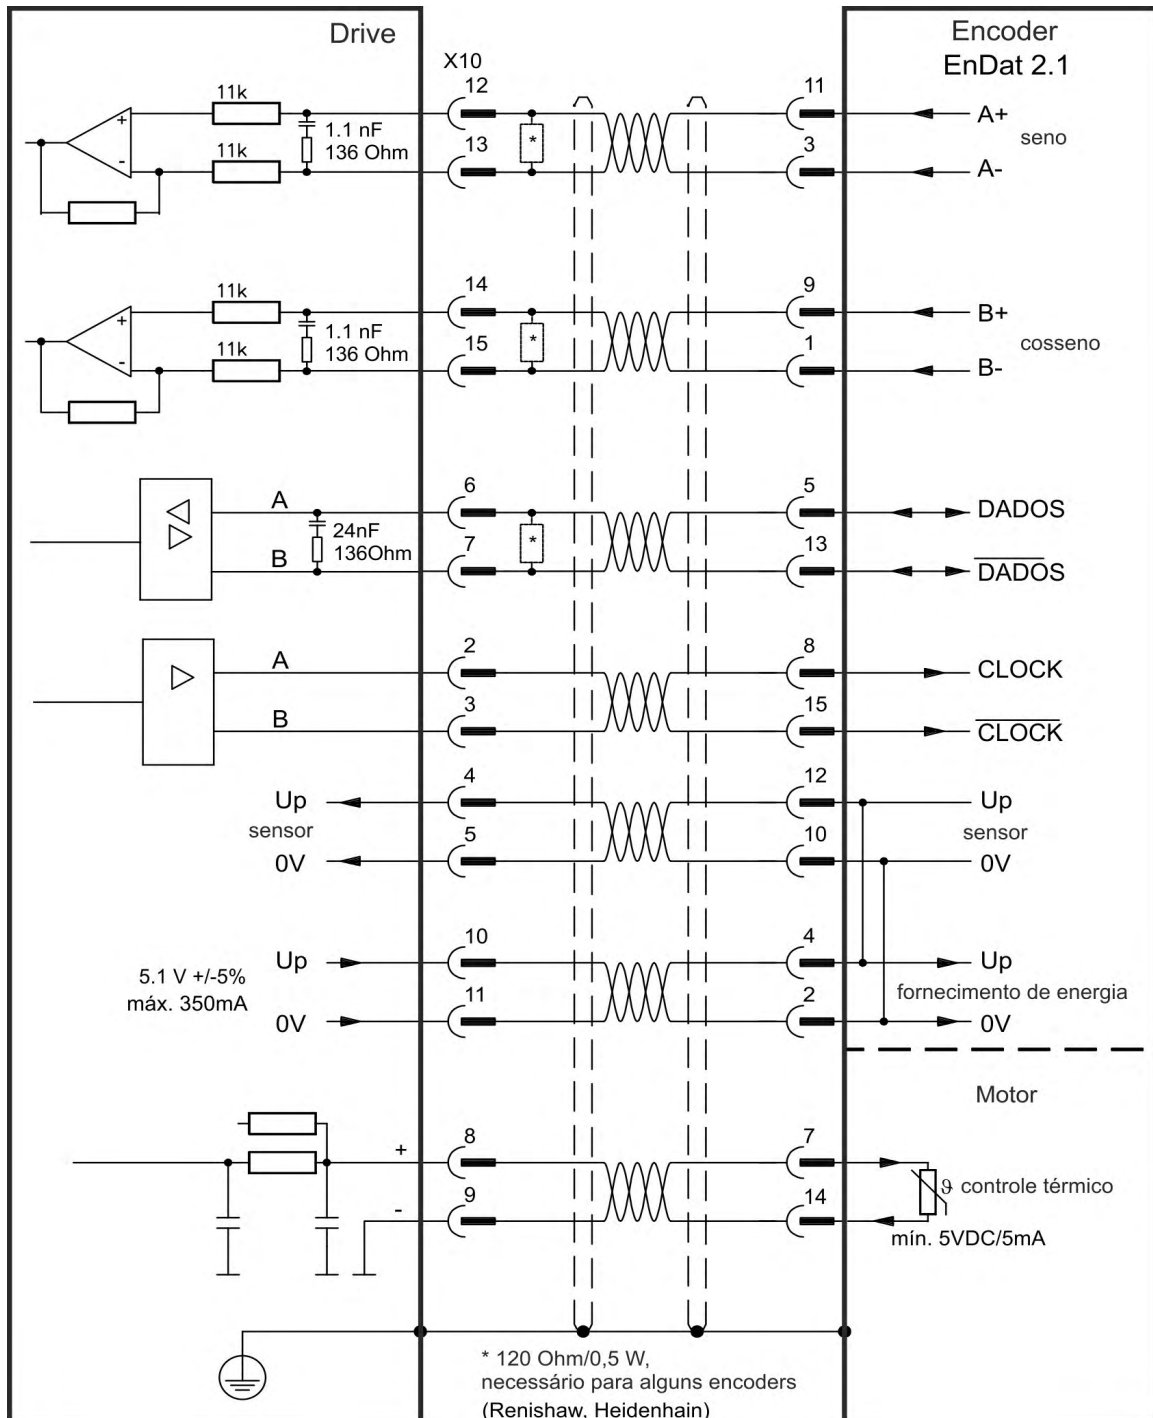 Drive
Encoder
EnDat 2.1
X10
11k
12
11
A+
1.1 nF
136 Ohm
seno
11k
13
3
A-
+
-
11k
14
9
B+
1.1 nF
136 Ohm
cosseno
11k
15
1
B-
+
-
*
*
A
6
5
DADOS
24nF
136Ohm
*
B
7
13
DADOS
A
2
8
CLOCK
B
3
15
CLOCK
Up
4
12
Up
sensor
sensor
0V
5
10
0V
Up
10
4
Up
5.1 V +/-5%
máx. 350mA
fornecimento de energia
0V
11
2
0V
Motor
+
8
7
ϑ controle térmico
-
9
14
mín. 5VDC/5mA
* 120 Ohm/0,5 W,
necessário para alguns encoders
(Renishaw, Heidenhain)